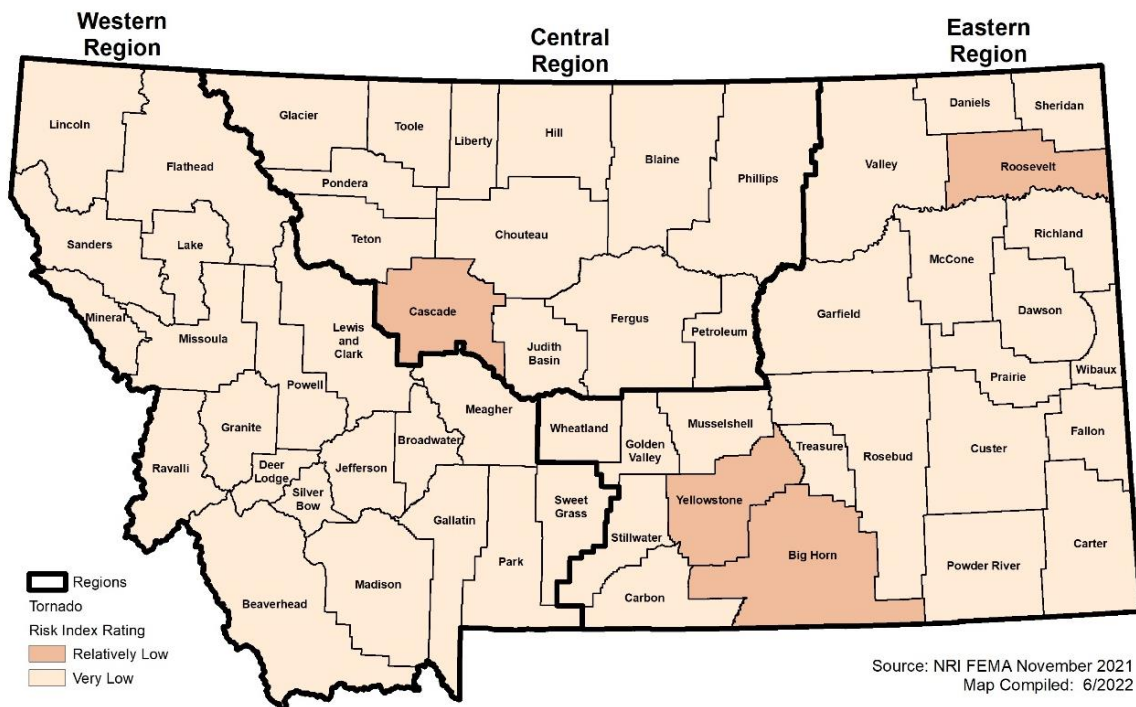 Western
Region
Central
Region
Eastern
Region
Lincoln
Flathead
Glacier
Toole
Liberty
Hill
Blaine
Phillips
Valley
Daniels
Sheridan
Roosevelt
Pondera
Teton
Chouteau
Sanders
Lake
Richland
McCone
Cascade
Fergus
Petroleum
Garfield
Dawson
Mineral
Missoula
Lewis
and
Clark
Judith
Basin
Powell
Prairie
Wibaux
Meagher
Wheatland
Golden
Valley
Musselshell
Treasure
Rosebud
Custer
Fallon
Ravalli
Granite
Deer
Lodge
Silver
Bow
Jefferson
Broadwater
Gallatin
Park
Sweet
Grass
Stillwater
Yellowstone
Big Horn
Carbon
Powder River
Carter
Beaverhead
Madison
Regions
Tornado
Risk Index Rating
Relatively Low
Very Low
Source: NRI FEMA November 2021
Map Compiled: 6/2022